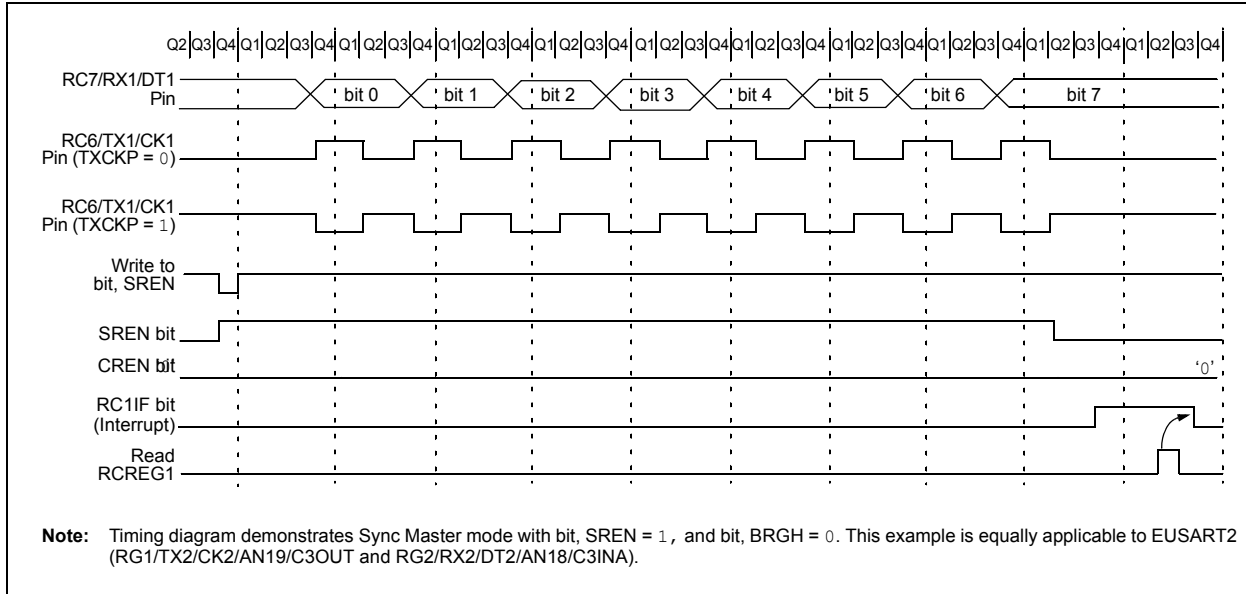 Q2 Q3 Q4 Q1 Q2 Q3 Q4 Q1 Q2 Q3 Q4 Q1 Q2 Q3 Q4 Q1 Q2 Q3 Q4 Q1 Q2 Q3 Q4 Q1 Q2 Q3 Q4 Q1 Q2 Q3 Q4 Q1 Q2 Q3 Q4 Q1 Q2 Q3 Q4 Q1 Q2 Q3 Q4
RC7/RX1/DT1
Pin
bit 0 bit 1 bit 2 bit 3 bit 4 bit 5 bit 6 bit 7
RC6/TX1/CK1
Pin (TXCKP = 0)
RC6/TX1/CK1
Pin (TXCKP = 1)
Write to
bit, SREN
SREN bit
CREN bit
‘0’
RC1IF bit
(Interrupt)
Read
RCREG1
Note: Timing diagram demonstrates Sync Master mode with bit, SREN = 1, and bit, BRGH = 0. This example is equally applicable to EUSART2
(RG1/TX2/CK2/AN19/C3OUT and RG2/RX2/DT2/AN18/C3INA).